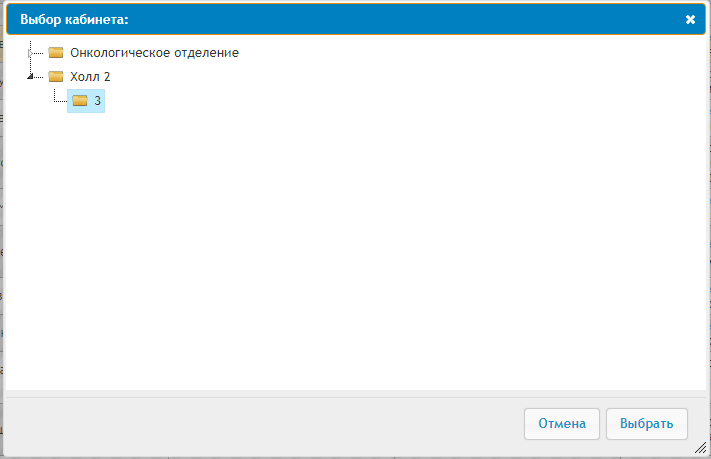 Выбор кабинета:
Онкологическое отделение
Холл 2
3
Отмена Выбрать